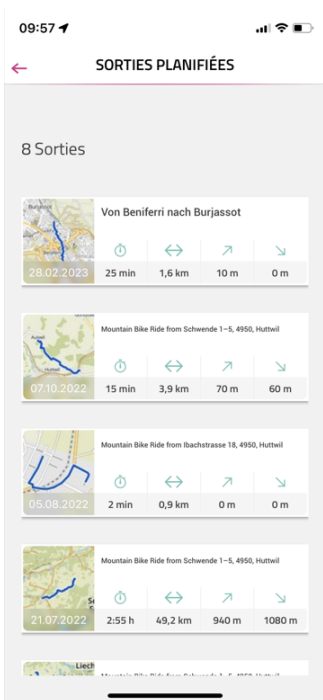 09:57
SORTIES PLANIFIÉES
8 Sorties
Von Beniferri nach Burjassot
28.02.2023
25 min
1,6 km
10 m
0 m
Mountain Bike Ride from Schwende 1-5, 4950, Huttwil
Huttwil
07.10.2022
15 min
3,9 km
70 m
60 m
Mountain Bike Ride from Ibachstrasse 18, 4950, Huttwil
05.08.2022
2 min
0,9 km
0 m
0 m
Mountain Bike Ride from Schwende 1-5, 4950, Huttwil
21.07.2022
2:55 h
49,2 km
940 m
1080 m
Liech